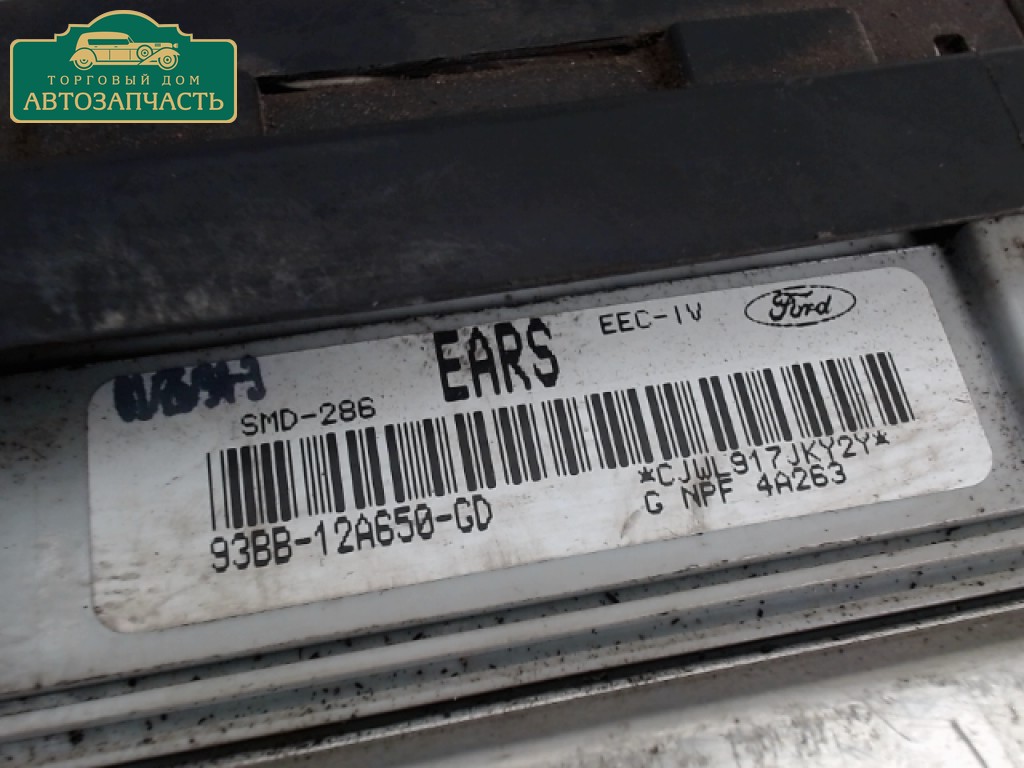 ТОРГОВЫЙ ДОМ
АВТОЗАПЧАСТЬ
SMD-286
EARS
EEC-IV
Ford
*CJWL917JKY2Y*
93BB-12A650-GD
G NPF 4A263